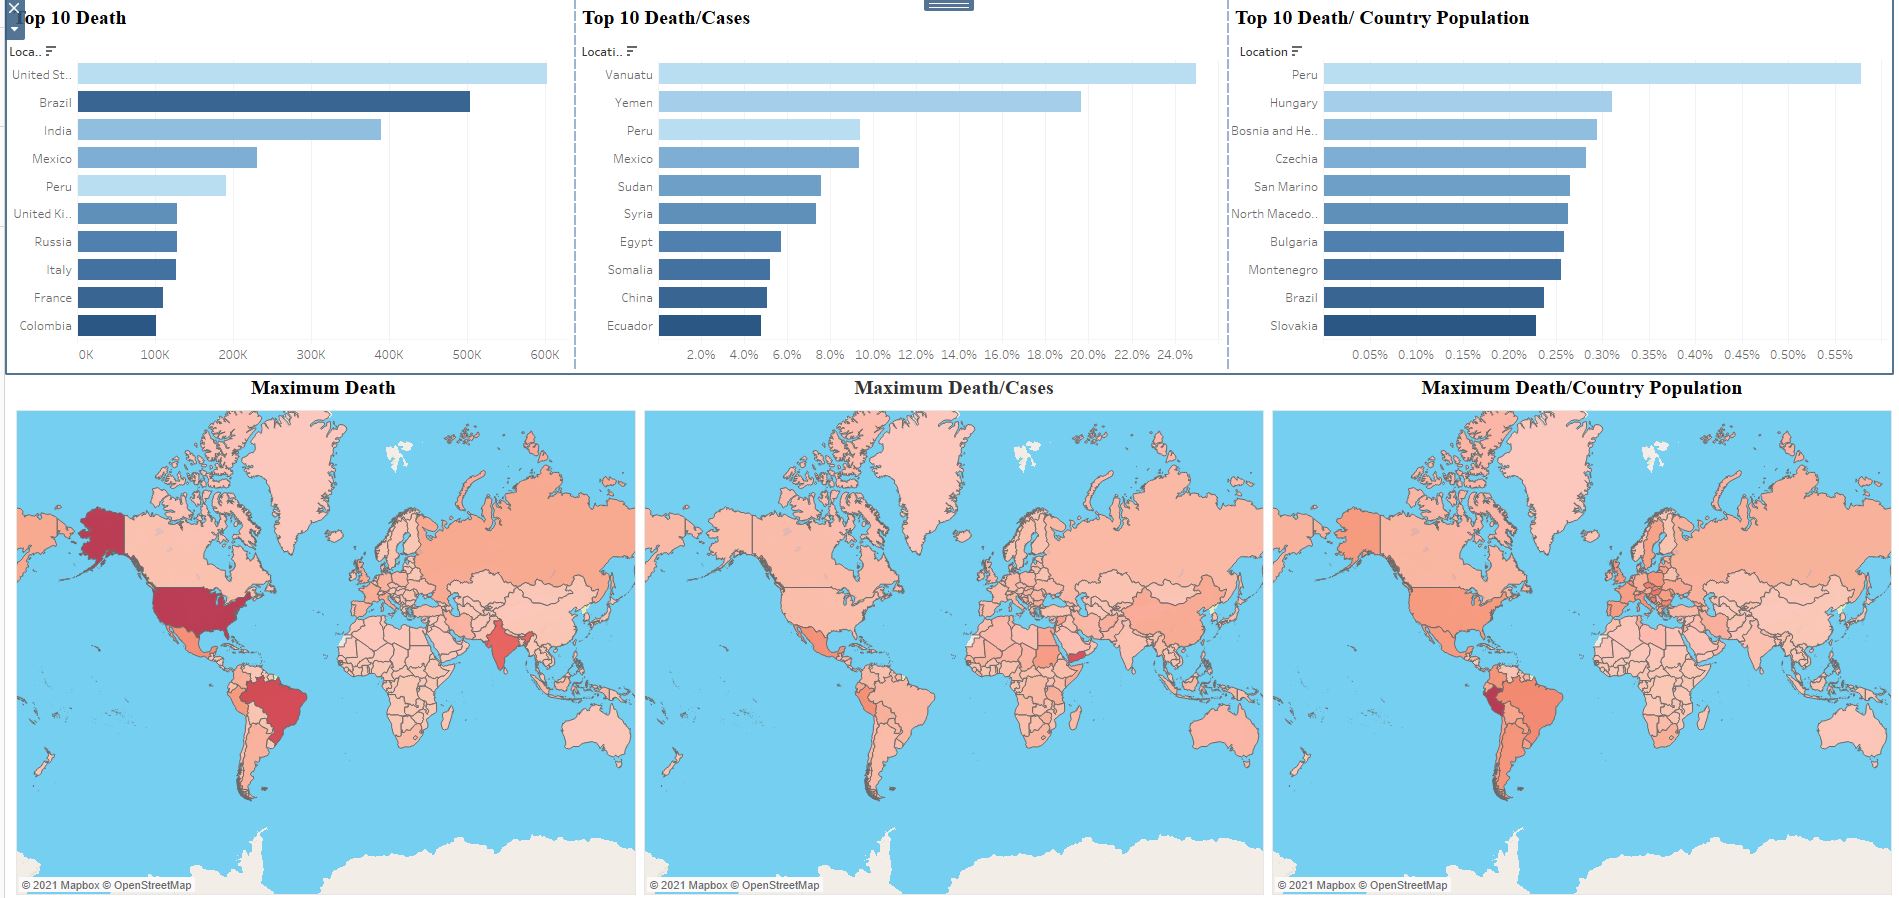 Top 10 Death
Loca..
United St..
Brazil
India
Mexico
Peru
United Ki..
Russia
Italy
France
Colombia
0K 100K 200K 300K 400K 500K 600K
Top 10 Death/Cases
Locati..
Vanuatu
Yemen
Peru
Mexico
Sudan
Syria
Egypt
Somalia
China
Ecuador
2.0% 4.0% 6.0% 8.0% 10.0% 12.0% 14.0% 16.0% 18.0% 20.0% 22.0% 24.0%
Top 10 Death/ Country Population
Location
Peru
Hungary
Bosnia and He..
Czechia
San Marino
North Macedo..
Bulgaria
Montenegro
Brazil
Slovakia
0.05% 0.10% 0.15% 0.20% 0.25% 0.30% 0.35% 0.40% 0.45% 0.50% 0.55%
Maximum Death
© 2021 Mapbox © OpenStreetMap
Maximum Death/Cases
© 2021 Mapbox © OpenStreetMap
Maximum Death/Country Population
© 2021 Mapbox © OpenStreetMap